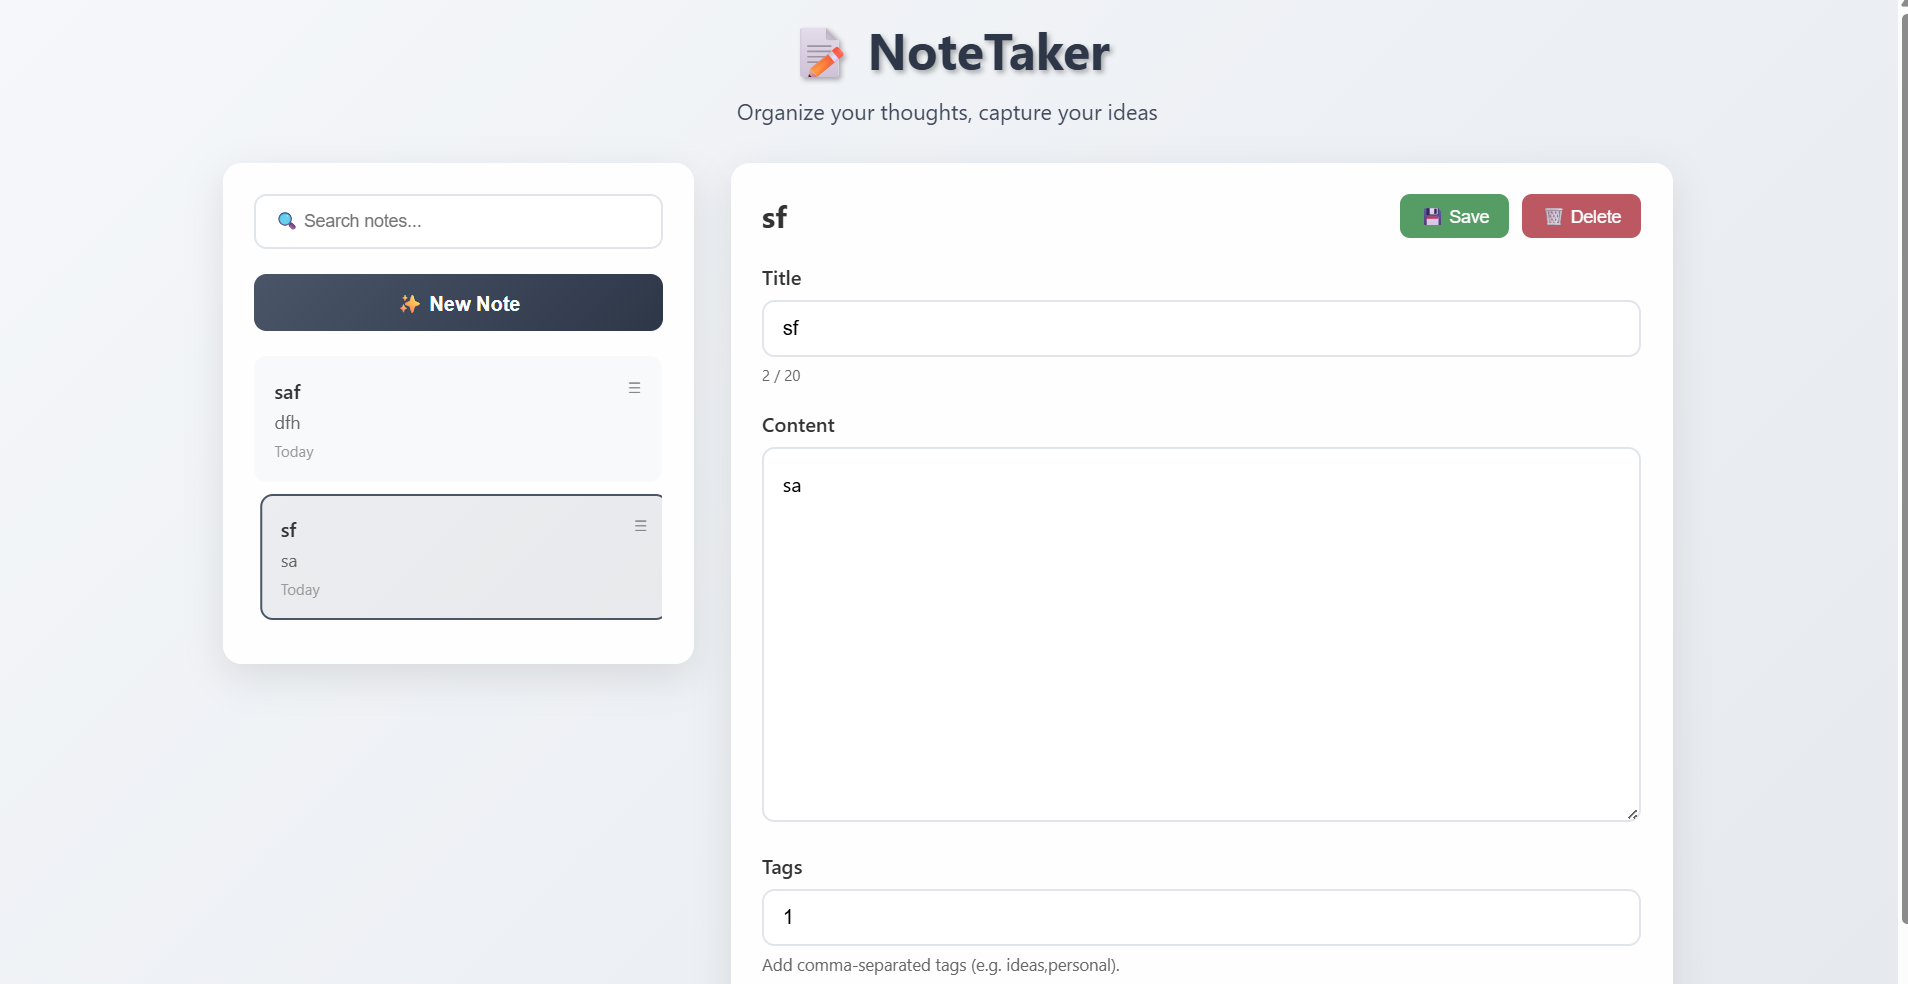 NoteTaker
Organize your thoughts, capture your ideas
Search notes...
New Note
saf
dfh
Today
sf
sa
Today
sf
Save
Delete
Title
sf
2 / 20
Content
sa
Tags
1
Add comma-separated tags (e.g. ideas,personal).